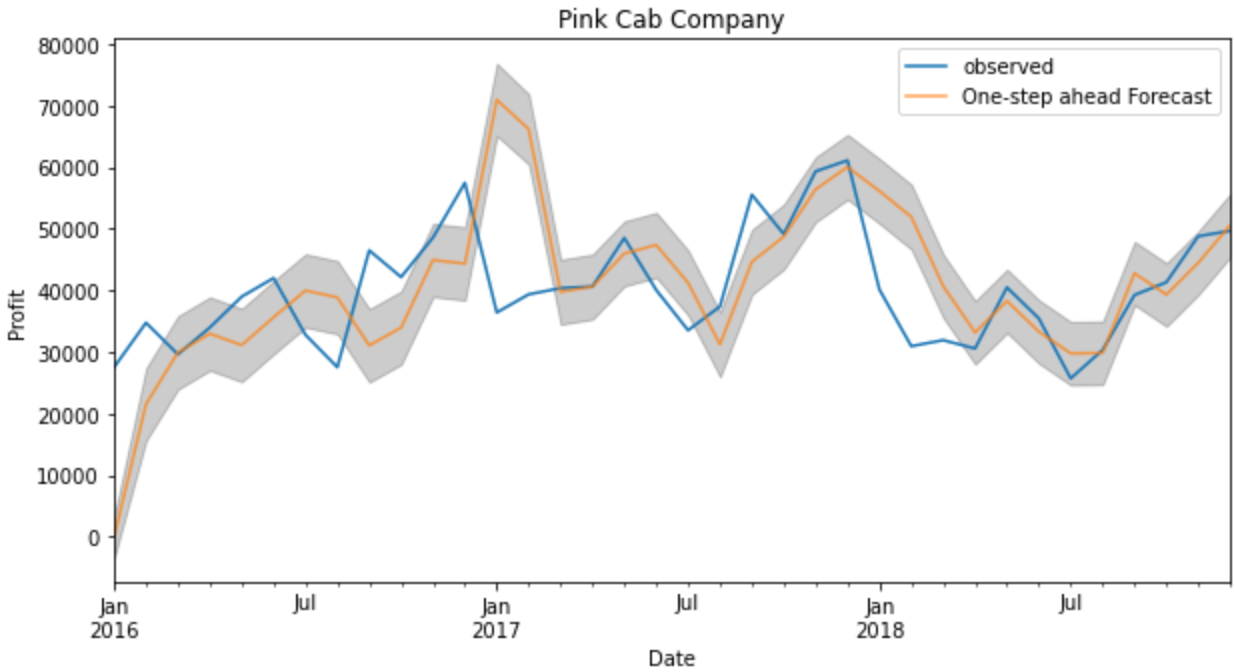 Pink Cab Company
observed
One-step ahead Forecast
80000
70000
60000
50000
40000
30000
20000
10000
0
Profit
Jan
2016
Jul
Jan
2017
Jul
Jan
2018
Jul
Date